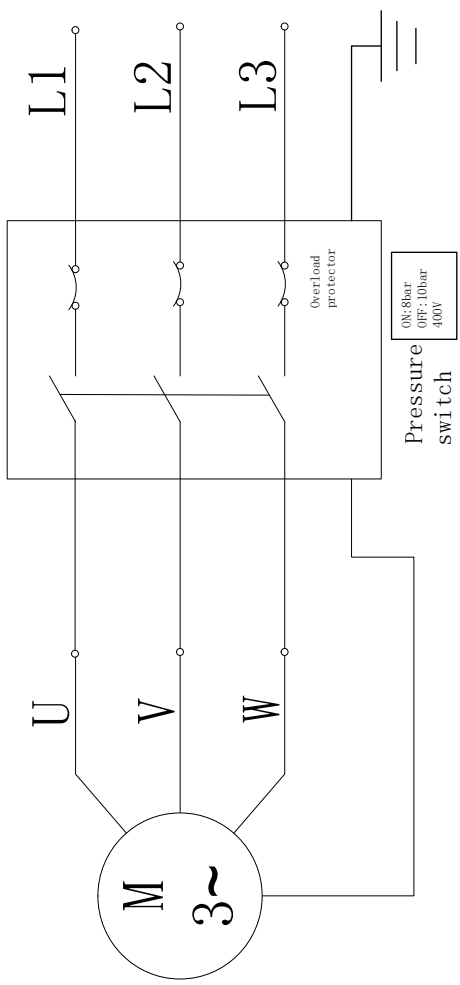 L1
L2
L3
Overload
protector
ON:8bar
OFF:10bar
400V
Pressure
switch
U
V
W
M
3~